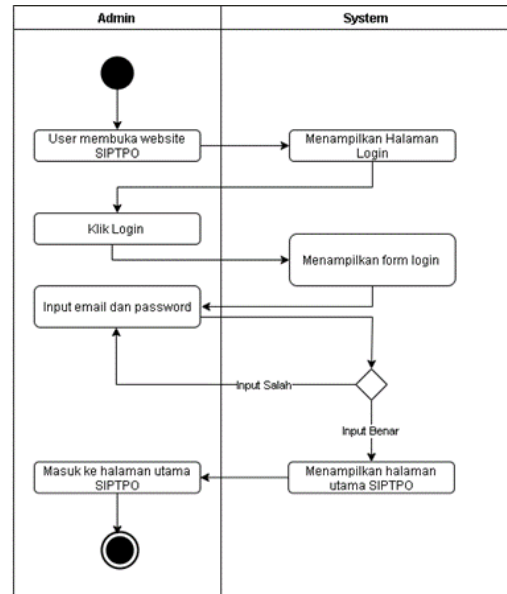 Admin
System
User membuka website
SIPTPO
Menampilkan Halaman
Login
Klik Login
Menampilkan form login
Input email dan password
Input Salah
Input Benar
Masuk ke halaman utama
SIPTPO
Menampilkan halaman
utama SIPTPO